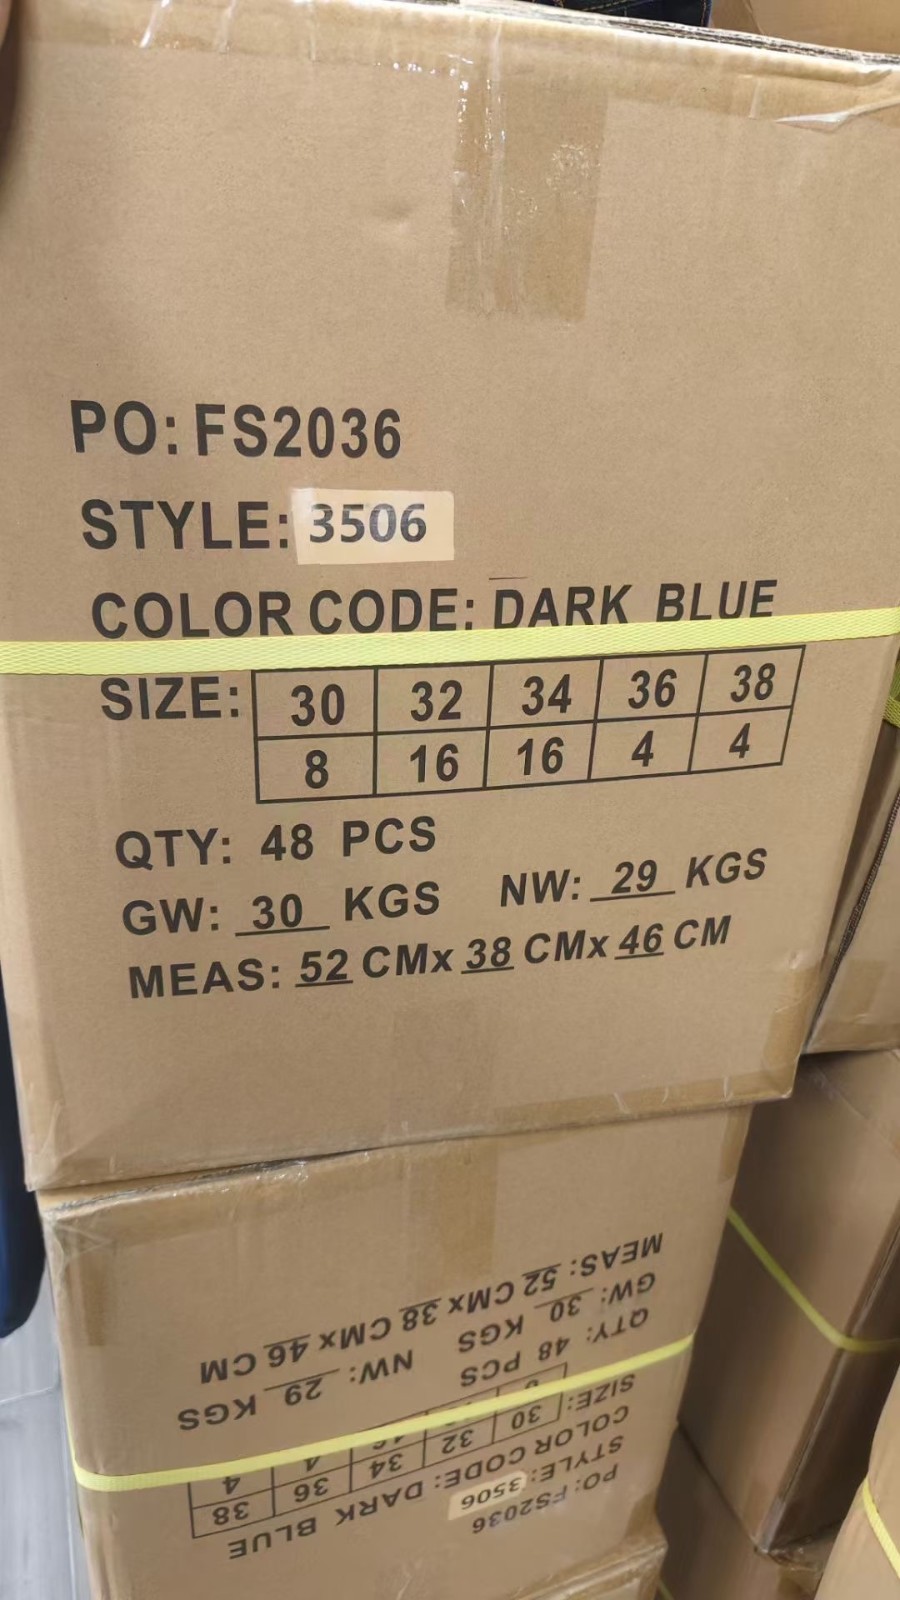 PO: FS2036
STYLE: 3506
COLOR CODE: DARK BLUE
SIZE: 30 32 34 36 38
8 16 16 4 4
QTY: 48 PCS
GW: 30 KGS NW: 29 KGS
MEAS: 52 CMx 38 CMx 46 CM
PO: FS2036
STYLE: 3506
COLOR CODE: DARK BLUE
SIZE: 30 32 34 36 38
4 4
QTY: 48 PCS
GW: 30 KGS NW: 29 KGS
MEAS: 52 CMx 38 CMx 46 CM